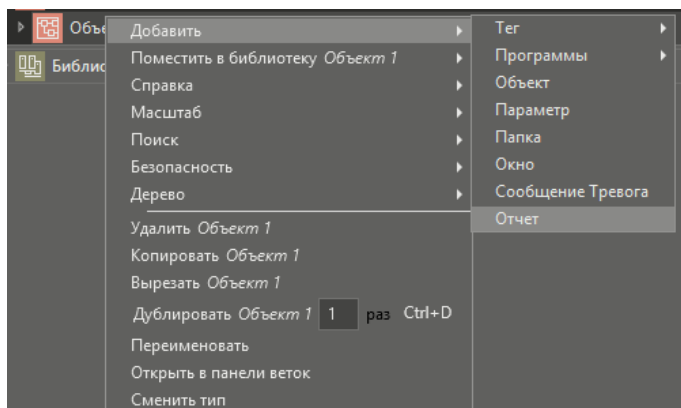 Объе
Библис
Добавить
Поместить в библиотеку Объект 1
Справка
Масштаб
Поиск
Безопасность
Дерево
Удалить Объект 1
Копировать Объект 1
Вырезать Объект 1
Дублировать Объект 1 1 раз Ctrl+D
Переименовать
Открыть в панели веток
Сменить тип
Тег
Программы
Объект
Параметр
Папка
Окно
Сообщение Тревога
Отчет